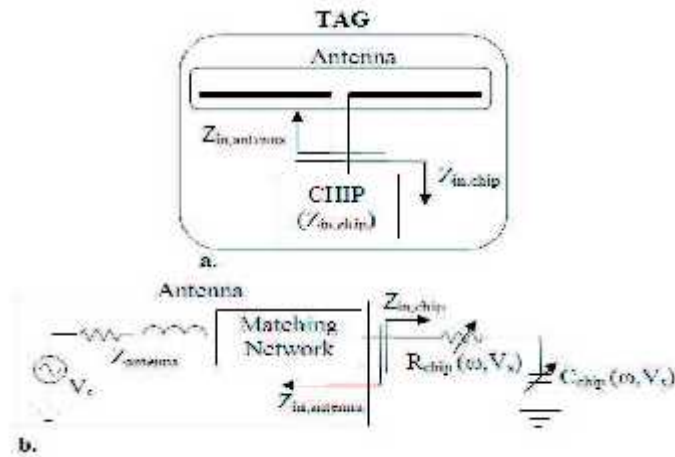 TAG
Antenna
Zin,antenna
Zin,chip
CHIP
(Zin,chip)
a.
Antenna
Zin,chip
Matching
Network
Zantenna
Rchip (ω,Vs)
Vs
Cchip (ω,Vs)
Zin,antenna
b.